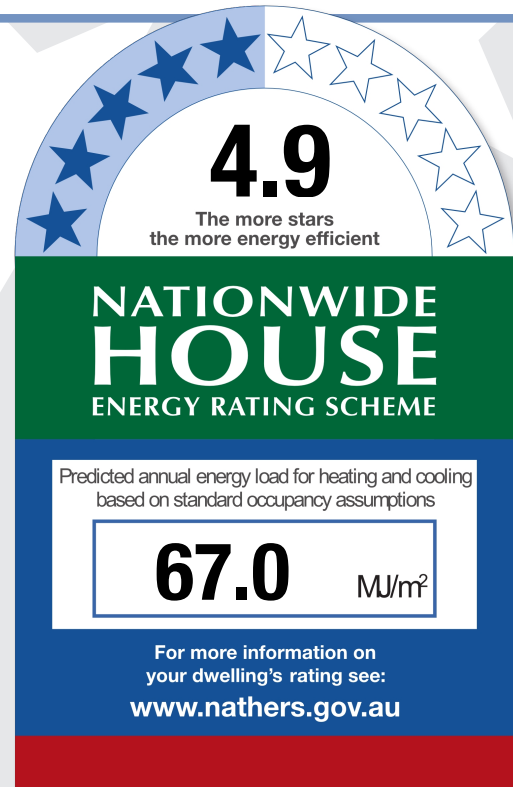 4.9
The more stars
the more energy efficient
NATIONWIDE
HOUSE
ENERGY RATING SCHEME
Predicted annual energy load for heating and cooling
based on standard occupancy assumptions
67.0 MJ/m²
For more information on
your dwelling's rating see:
www.nathers.gov.au